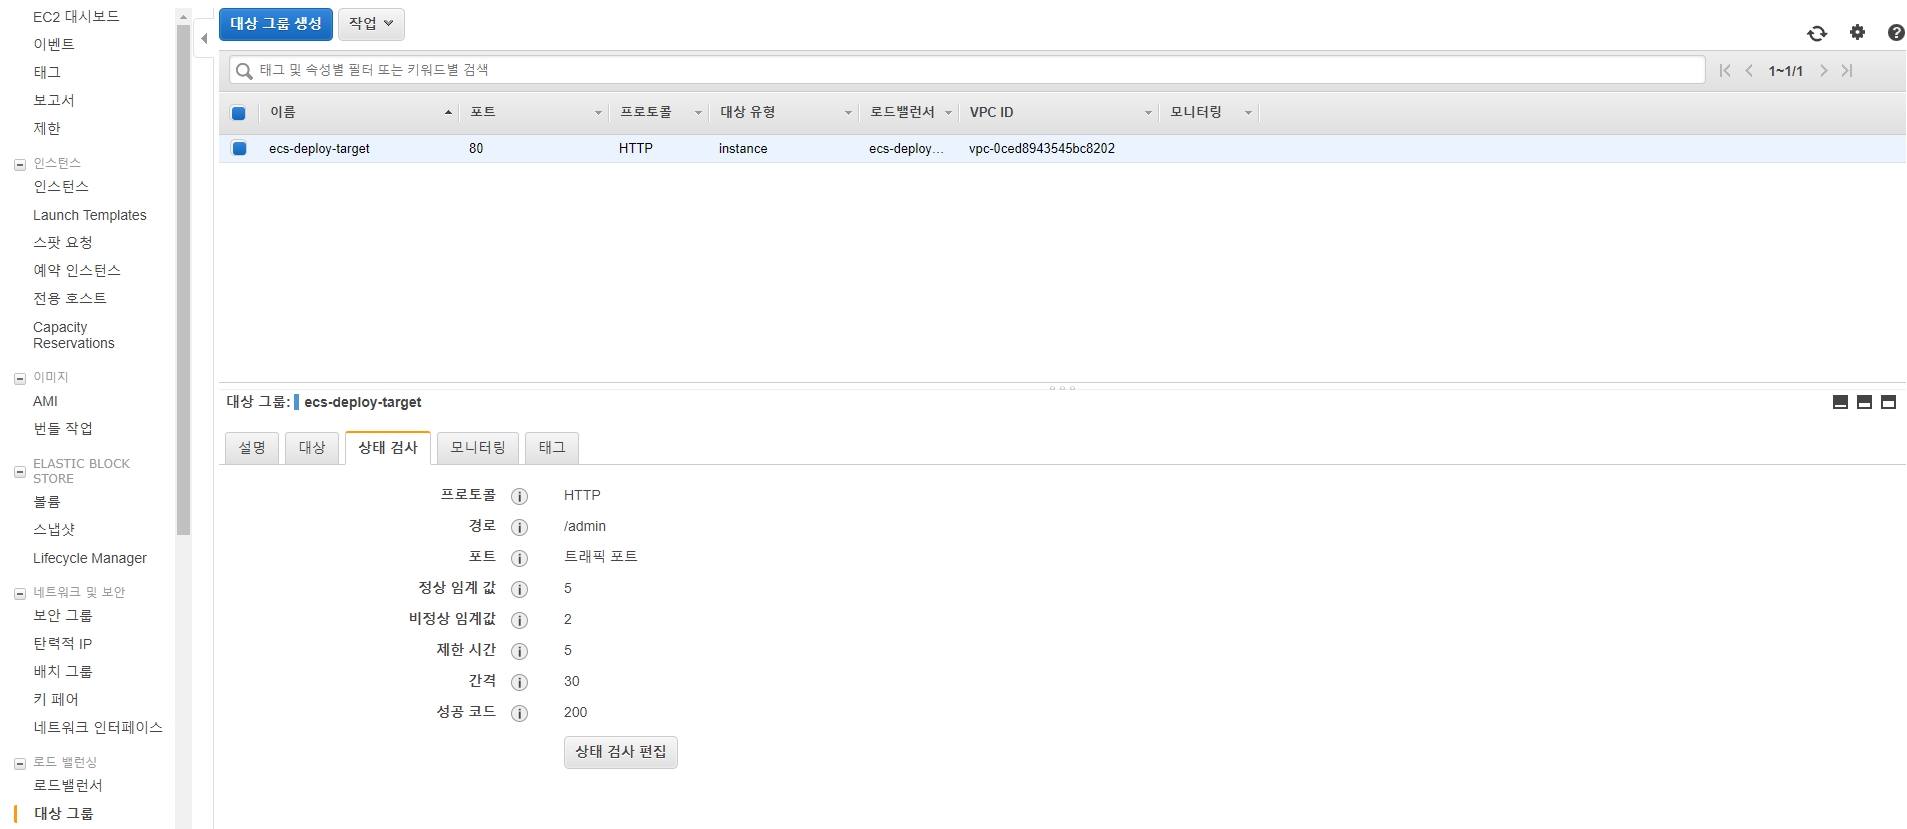 EC2 대시보드
이벤트
태그
보고서
제한
인스턴스
인스턴스
Launch Templates
스팟 요청
예약 인스턴스
전용 호스트
Capacity
Reservations
이미지
AMI
번들 작업
ELASTIC BLOCK
STORE
볼륨
스냅샷
Lifecycle Manager
네트워크 및 보안
보안 그룹
탄력적 IP
배치 그룹
키 페어
네트워크 인터페이스
로드 밸런싱
로드밸런서
대상 그룹
대상 그룹 생성 작업
태그 및 속성별 필터 또는 키워드별 검색 1~1/1
이름 포트 프로토콜 대상 유형 로드밸런서 VPC ID 모니터링
ecs-deploy-target 80 HTTP instance ecs-deploy... vpc-0ced8943545bc8202
대상 그룹: ecs-deploy-target
설명 대상 상태 검사 모니터링 태그
프로토콜 HTTP
경로 /admin
포트 트래픽 포트
정상 임계 값 5
비정상 임계값 2
제한 시간 5
간격 30
성공 코드 200
상태 검사 편집